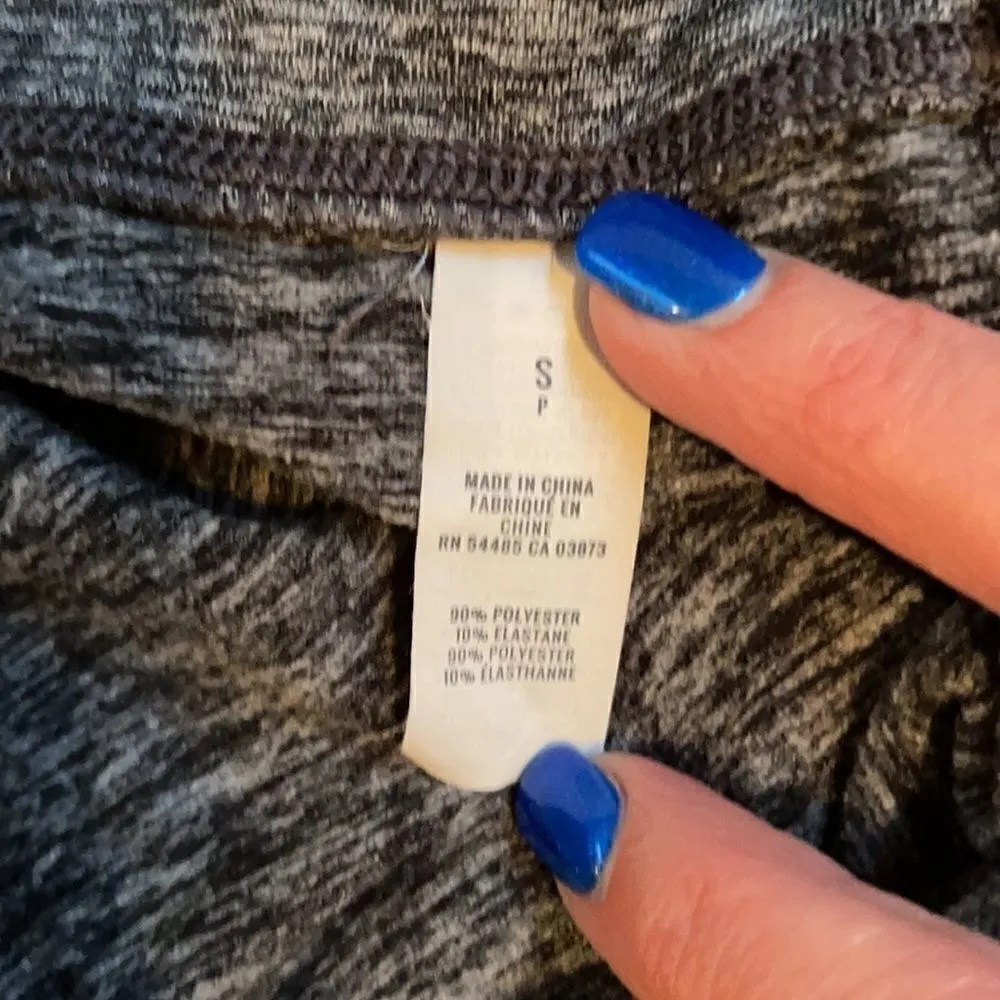 S
P
MADE IN CHINA
FABRIQUÉ EN
CHINE
RN 54485 CA 03873
90% POLYESTER
10% ELASTANE
90% POLYESTER
10% ÉLASTHANNE